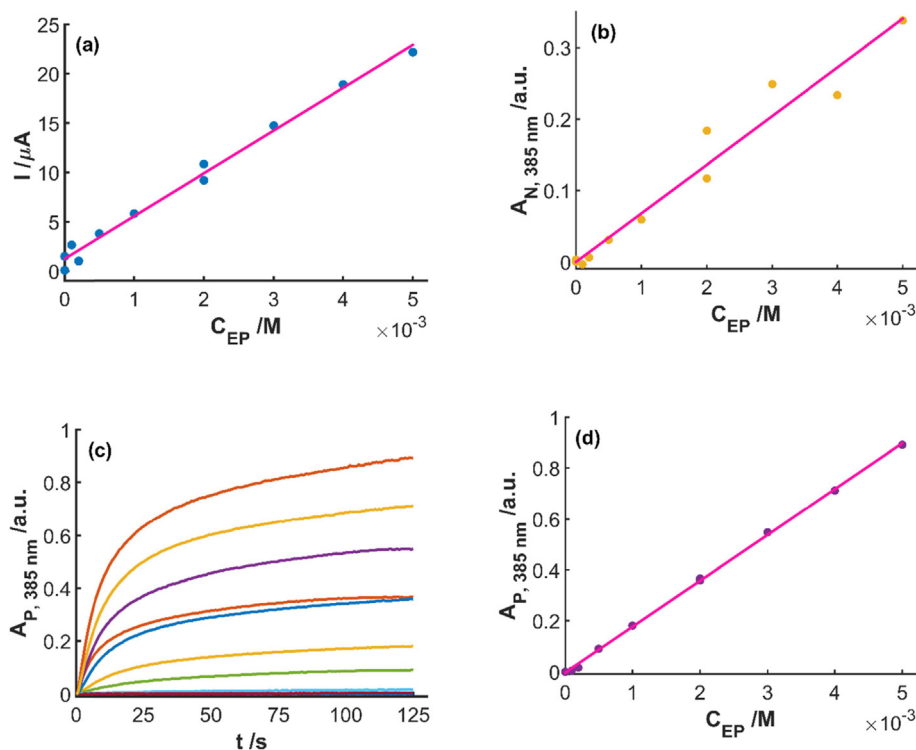 (a)
25
20
15
10
5
0
I /μA
0 1 2 3 4 5
C_EP /M
×10⁻³
(b)
0.3
0.2
0.1
0
A_N, 385 nm /a.u.
0 1 2 3 4 5
C_EP /M
×10⁻³
(c)
1
0.8
0.6
0.4
0.2
0
A_P, 385 nm /a.u.
0 25 50 75 100 125
t /s
(d)
1
0.8
0.6
0.4
0.2
0
A_P, 385 nm /a.u.
0 1 2 3 4 5
C_EP /M
×10⁻³